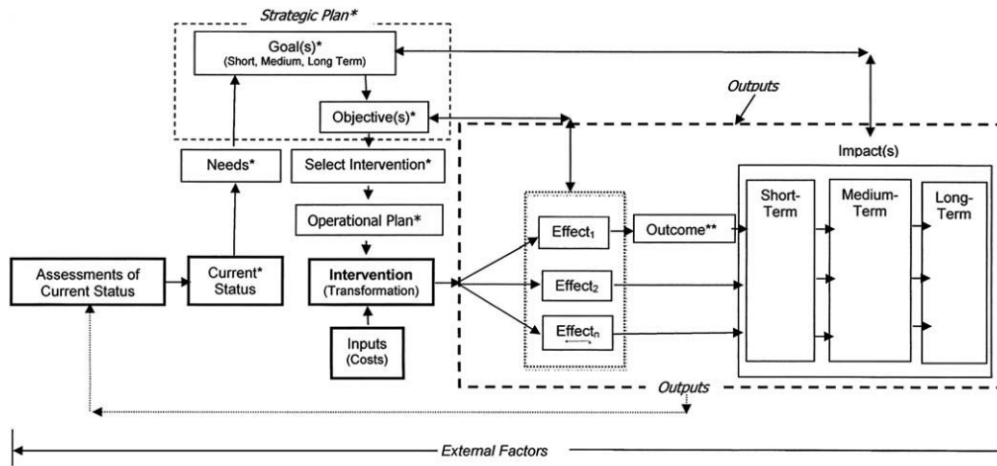 Strategic Plan*
Goal(s)*
(Short, Medium, Long Term)
Objective(s)*
Outputs
Needs*
Select Intervention*
Impact(s)
Operational Plan*
Short-
Term
Medium-
Term
Long-
Term
Effect₁
Outcome**
Assessments of
Current Status
Current*
Status
Intervention
(Transformation)
Effect₂
Effectₙ
Inputs
(Costs)
Outputs
External Factors